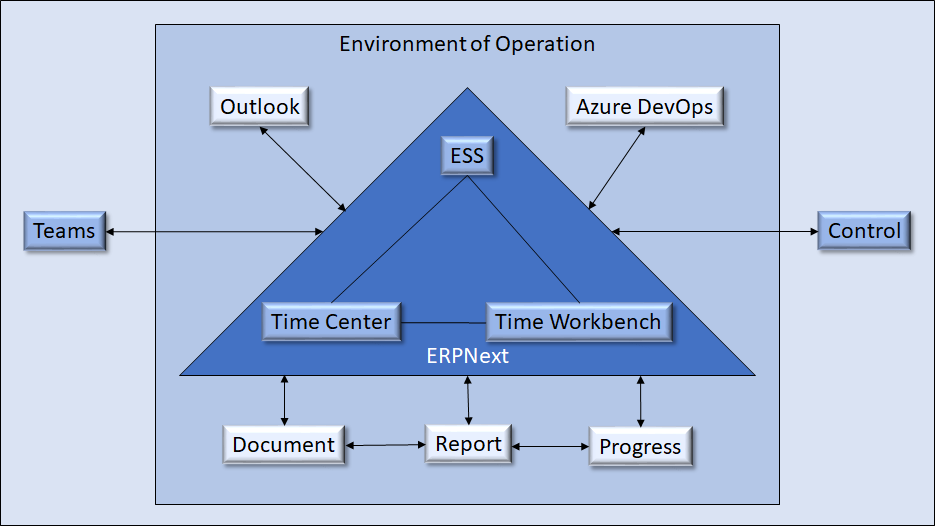 Environment of Operation
Outlook
Azure DevOps
ESS
Teams
Control
Time Center
Time Workbench
ERPNext
Document
Report
Progress